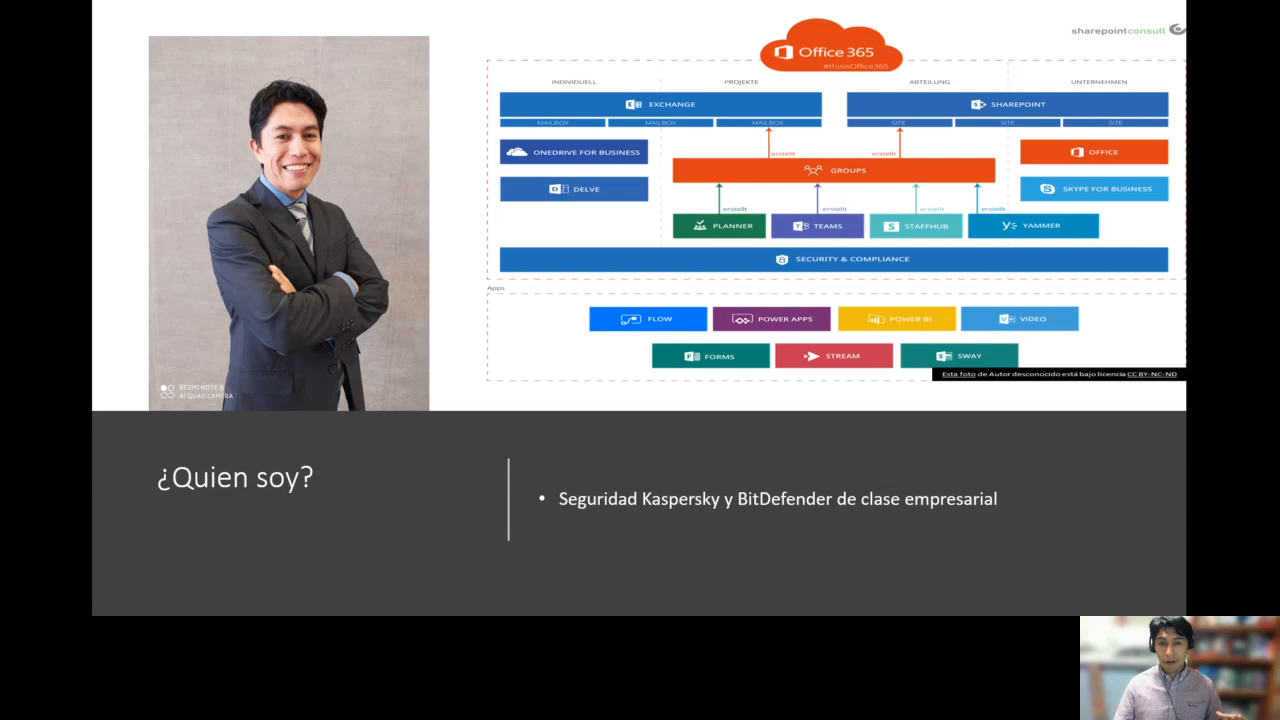 Office 365
#thisisOffice365
sharepointconsult
INDIVIDUELL
PROJEKTE
ABTEILUNG
UNTERNEHMEN
EXCHANGE
SHAREPOINT
MAILBOX
MAILBOX
MAILBOX
SITE
SITE
SITE
ONEDRIVE FOR BUSINESS
erstellt
erstellt
OFFICE
GROUPS
DELVE
SKYPE FOR BUSINESS
erstellt
erstellt
erstellt
erstellt
PLANNER
TEAMS
STAFFHUB
YAMMER
SECURITY & COMPLIANCE
Apps
FLOW
POWER APPS
POWER BI
VIDEO
FORMS
STREAM
SWAY
Esta foto de Autor desconocido está bajo licencia CC BY-NC-ND
REDMI NOTE 8
AI QUAD CAMERA
¿Quien soy?
• Seguridad Kaspersky y BitDefender de clase empresarial